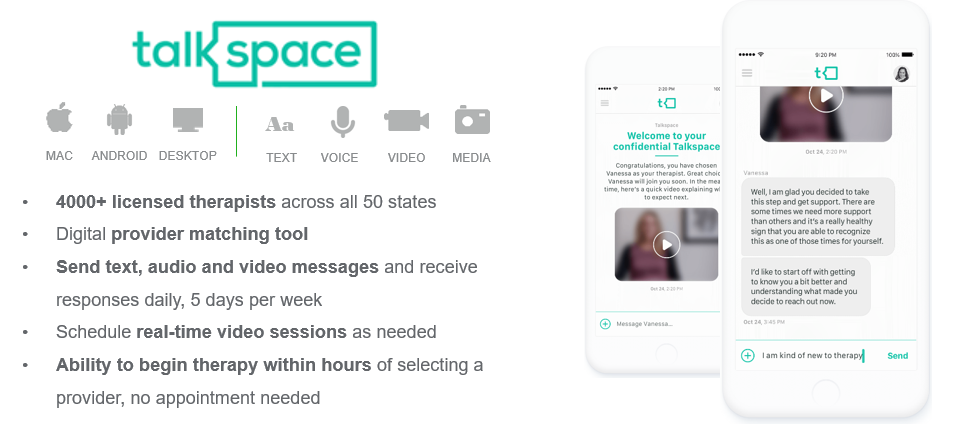 talkspace
MAC ANDROID DESKTOP TEXT VOICE VIDEO MEDIA
• 4000+ licensed therapists across all 50 states
• Digital provider matching tool
• Send text, audio and video messages and receive
responses daily, 5 days per week
• Schedule real-time video sessions as needed
• Ability to begin therapy within hours of selecting a
provider, no appointment needed
Aa
2:20 PM
t
Talkspace
Welcome to your
confidential Talkspace
Congratulations, you have chosen
Vanessa as your therapist. Great
Vanessa will join you soon. In the
time, here's a quick video explaining
to expect next.
Oct 24, 2:20 PM
Message Vanessa...
9:20 PM 100%
t
Oct 24, 2:20 PM
Vanessa
Well, I am glad you decided to take
this step and get support. There are
some times we need more support
than others and it's a really healthy
sign that you are able to recognize
this as one of those times for yourself.
I'd like to start off with getting
to know you a bit better and
understanding what made you
decide to reach out now.
Oct 24, 3:40 PM
I am kind of new to therapy Send